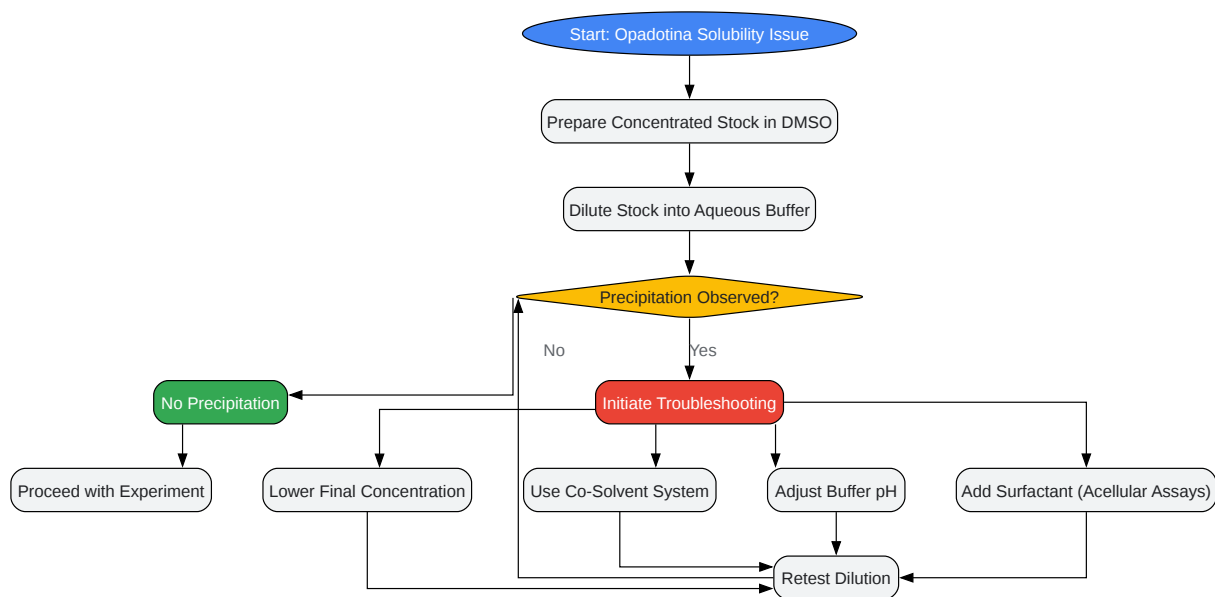 Start: Opadotina Solubility Issue
Prepare Concentrated Stock in DMSO
Dilute Stock into Aqueous Buffer
Precipitation Observed?
No
Yes
No Precipitation
Initiate Troubleshooting
Proceed with Experiment
Lower Final Concentration
Use Co-Solvent System
Adjust Buffer pH
Add Surfactant (Acellular Assays)
Retest Dilution